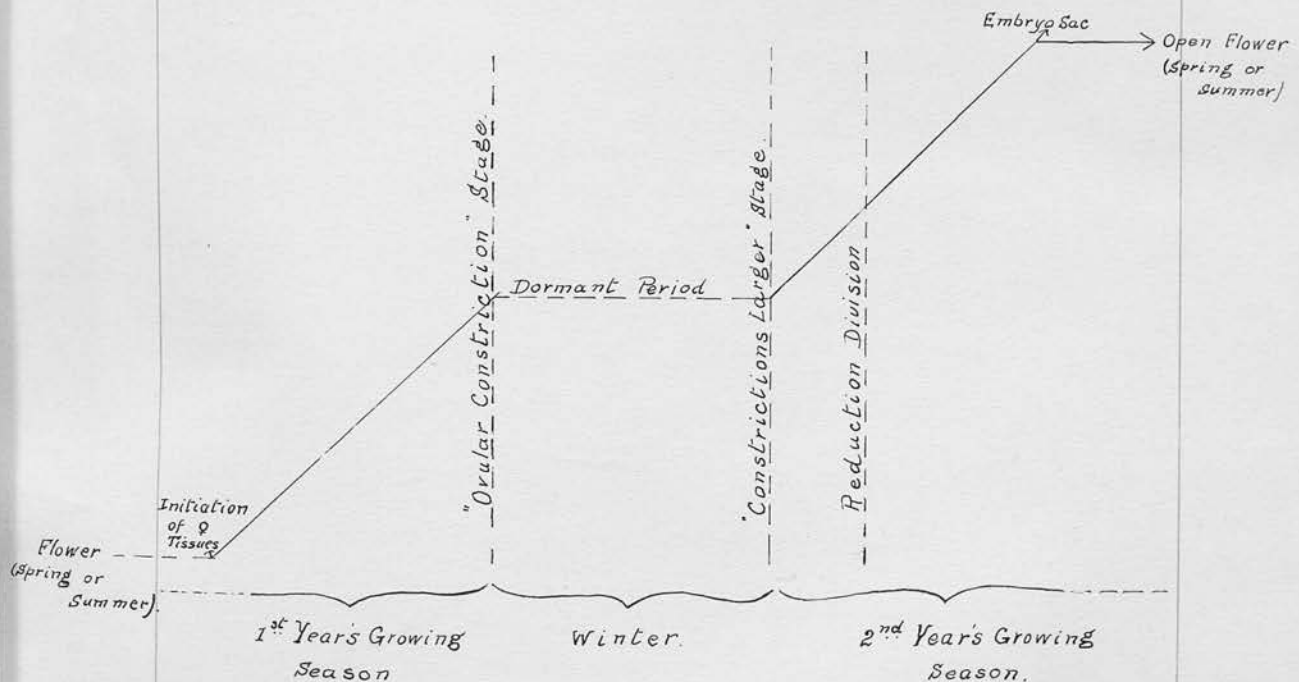 Embryo Sac
Open Flower
(Spring or
Summer)
"Ovular Constriction" Stage.
Dormant Period
"Constrictions Larger" Stage.
Reduction Division
Initiation
of ♀
Tissues
Flower
(Spring or
Summer).
1st Year's Growing
Season
Winter.
2nd Year's Growing
Season.